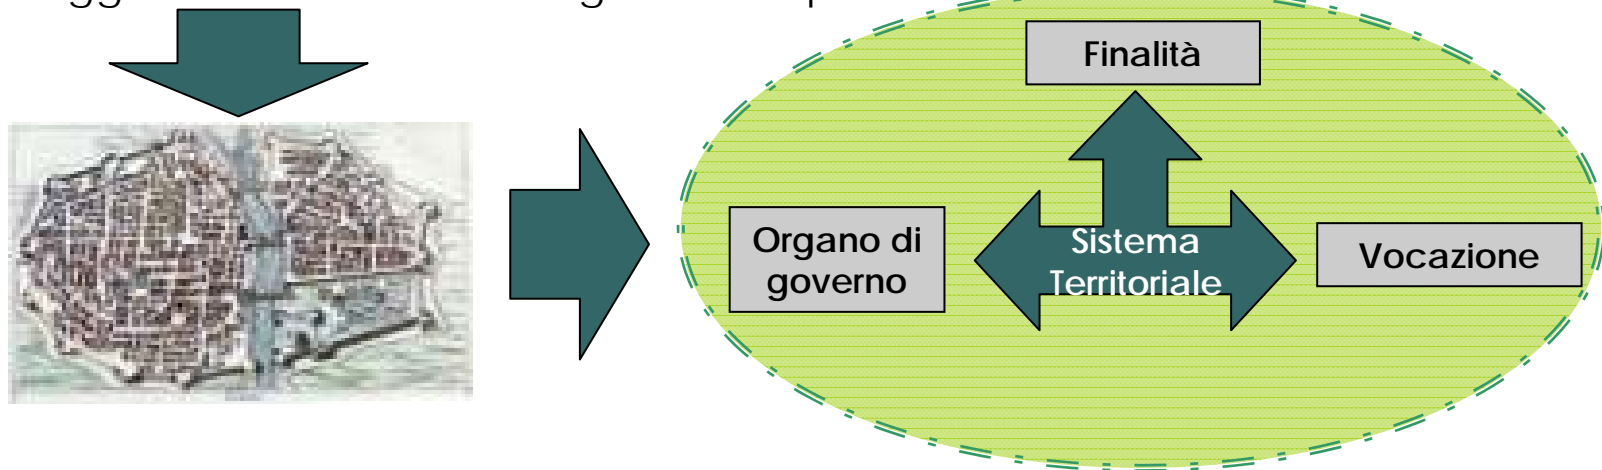 Finalità
Organo di
governo
Sistema
Territoriale
Vocazione